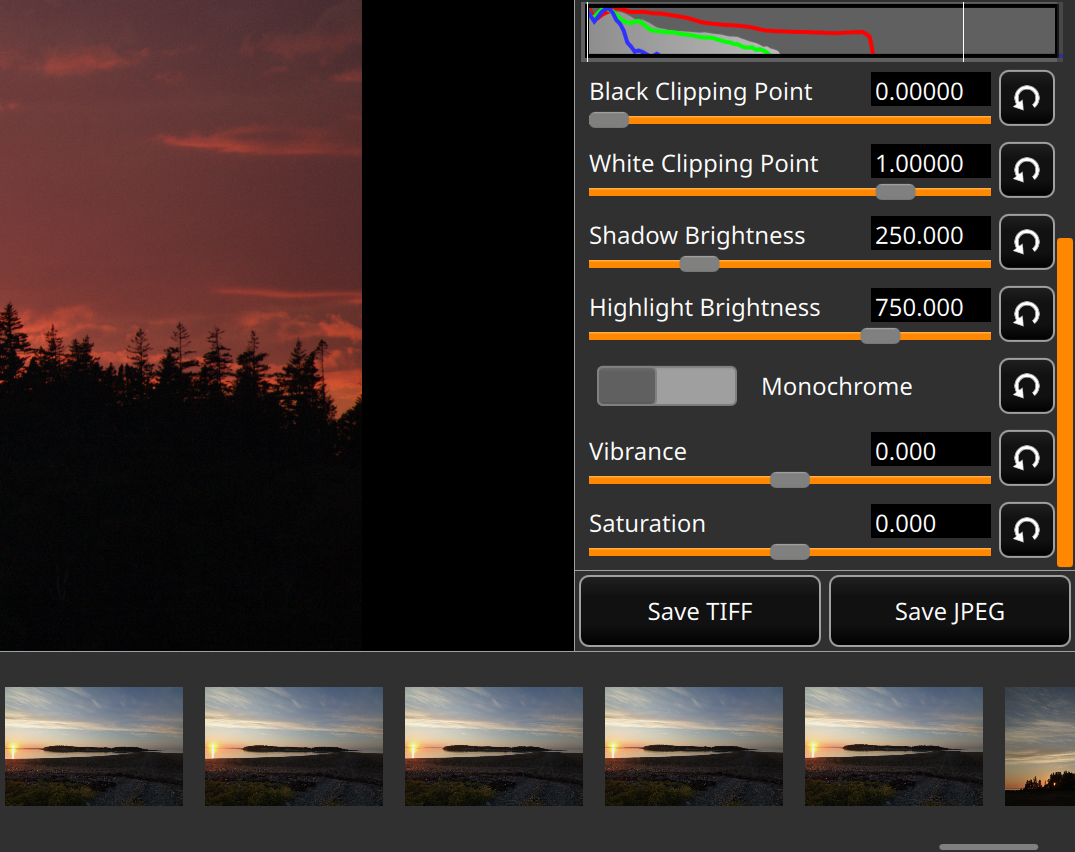 Black Clipping Point 0.00000
White Clipping Point 1.00000
Shadow Brightness 250.000
Highlight Brightness 750.000
Monochrome
Vibrance 0.000
Saturation 0.000
Save TIFF Save JPEG